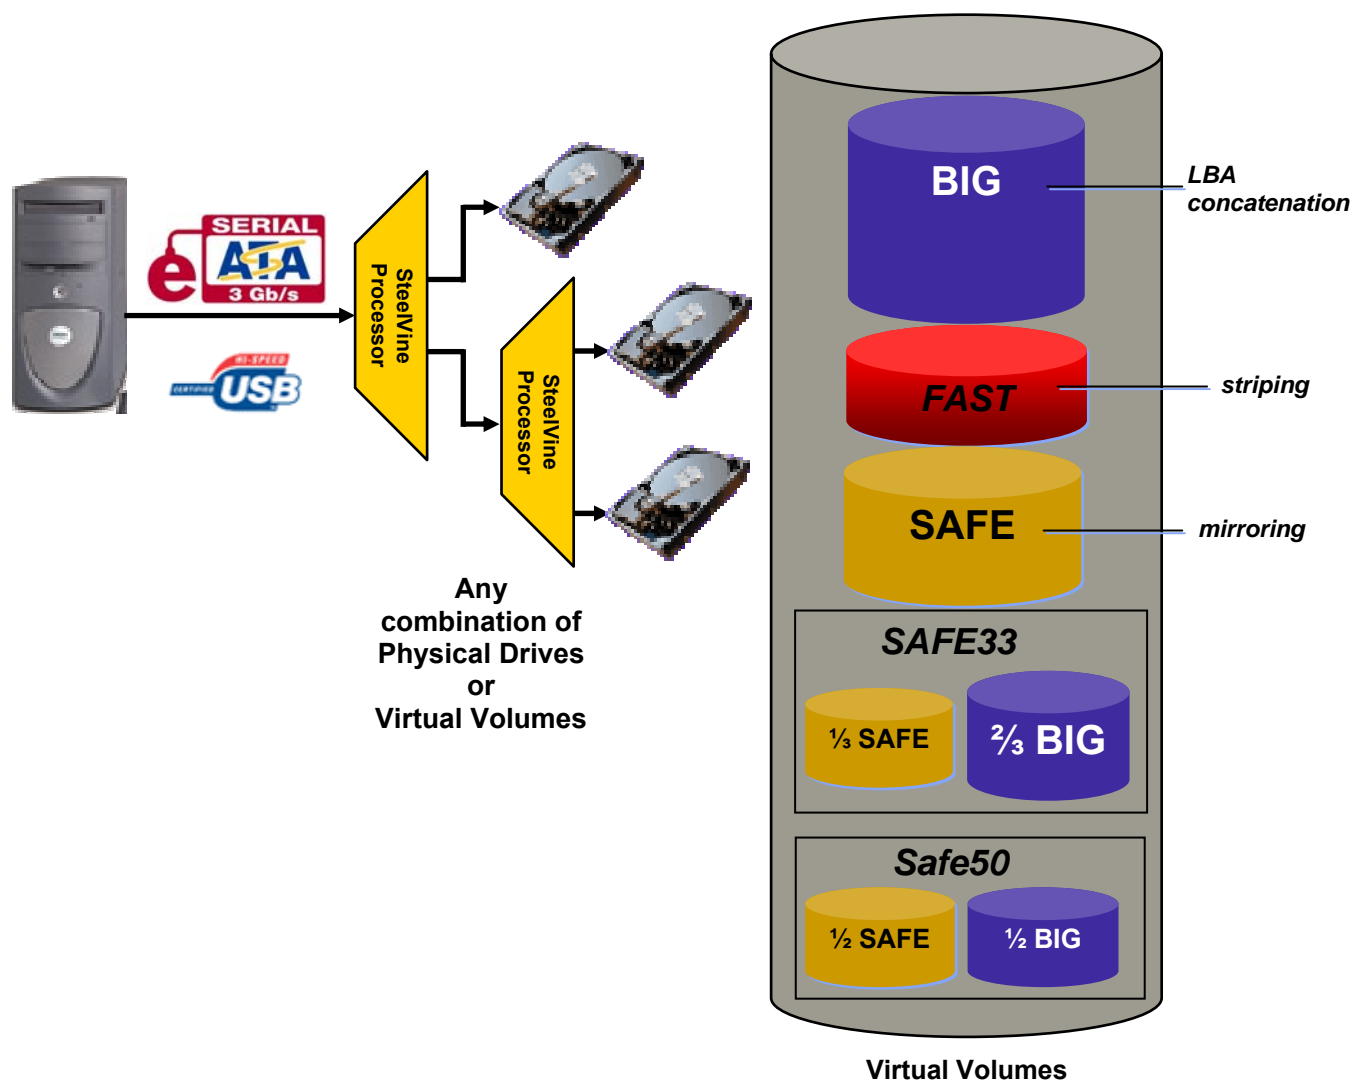 SERIAL
ATA
e
3 Gb/s
HI-SPEED
CERTIFIED
USB
SteelVine
Processor
SteelVine
Processor
Any
combination of
Physical Drives
or
Virtual Volumes
BIG
LBA
concatenation
FAST
striping
SAFE
mirroring
SAFE33
⅓ SAFE
⅔ BIG
Safe50
½ SAFE
½ BIG
Virtual Volumes